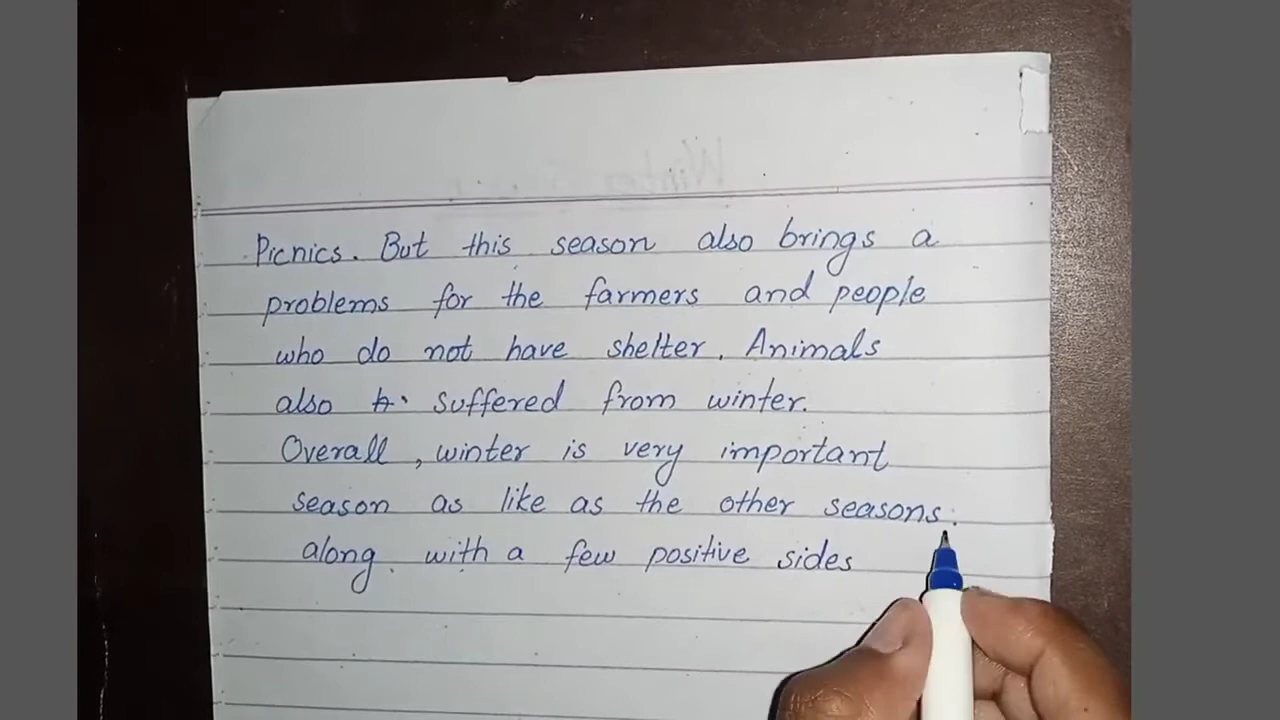 Picnics. But this season also brings a
problems for the farmers and people
who do not have shelter. Animals
also suffered from winter.
Overall, winter is very important
season as like as the other seasons.
along with a few positive sides